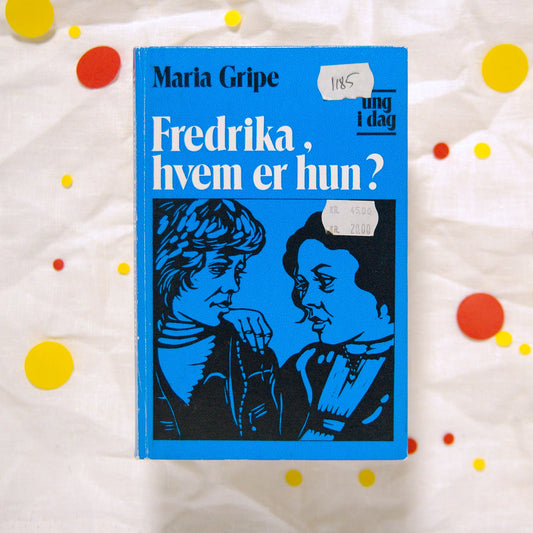 Maria Gripe
1185
ung
i dag
Fredrika,
hvem er hun?
KR. 45.00
KR. 20.00